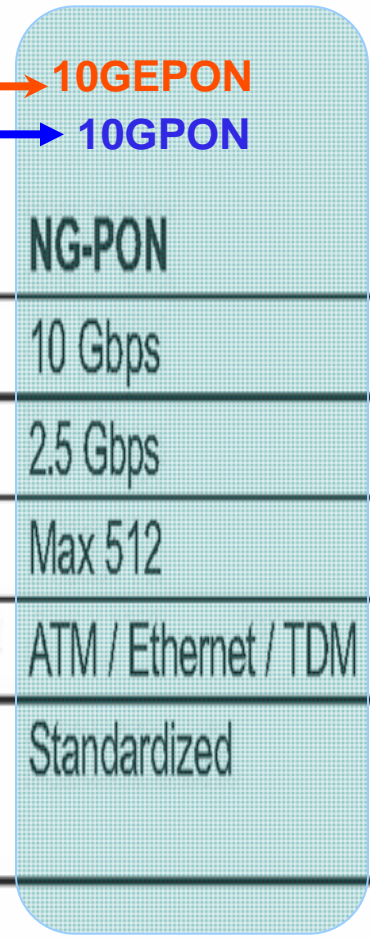 10GEPON
10GPON
NG-PON
10 Gbps
2.5 Gbps
Max 512
ATM / Ethernet / TDM
Standardized